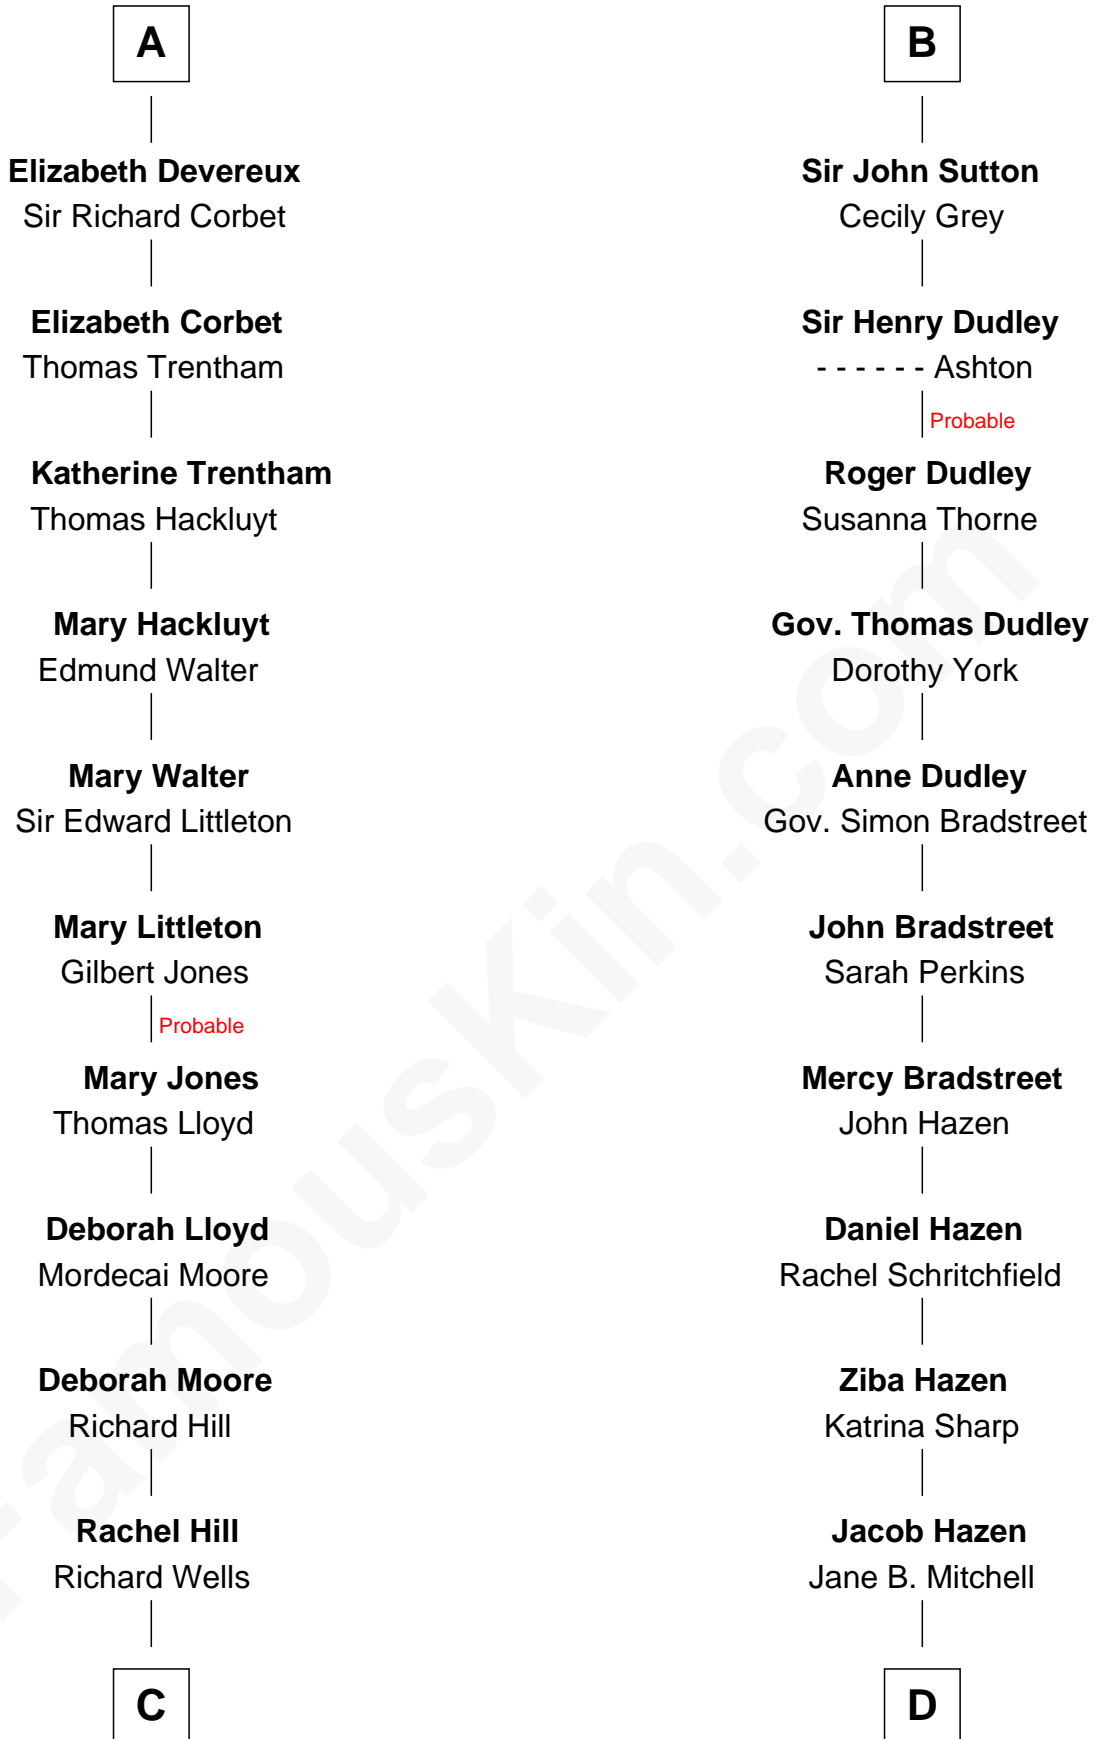 A
Elizabeth Devereux
Sir Richard Corbet
Elizabeth Corbet
Thomas Trentham
Katherine Trentham
Thomas Hackluyt
Mary Hackluyt
Edmund Walter
Mary Walter
Sir Edward Littleton
Mary Littleton
Gilbert Jones
Probable
Mary Jones
Thomas Lloyd
Deborah Lloyd
Mordecai Moore
Deborah Moore
Richard Hill
Rachel Hill
Richard Wells
C
B
Sir John Sutton
Cecily Grey
Sir Henry Dudley
- - - - - - Ashton
Probable
Roger Dudley
Susanna Thorne
Gov. Thomas Dudley
Dorothy York
Anne Dudley
Gov. Simon Bradstreet
John Bradstreet
Sarah Perkins
Mercy Bradstreet
John Hazen
Daniel Hazen
Rachel Schritchfield
Ziba Hazen
Katrina Sharp
Jacob Hazen
Jane B. Mitchell
D
FamousKin.com